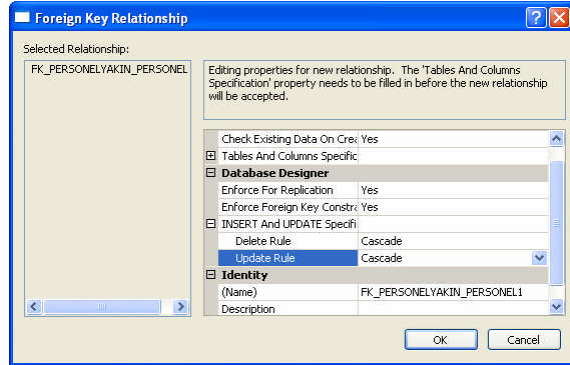 Foreign Key Relationship
Selected Relationship:
FK_PERSONELYAKIN_PERSONEL
Editing properties for new relationship. The 'Tables And Columns
Specification' property needs to be filled in before the new relationship
will be accepted.
Check Existing Data On Crea Yes
Tables And Columns Specific
Database Designer
Enforce For Replication Yes
Enforce Foreign Key Constra Yes
INSERT And UPDATE Specifi
Delete Rule Cascade
Update Rule Cascade
Identity
(Name) FK_PERSONELYAKIN_PERSONEL1
Description
OK Cancel